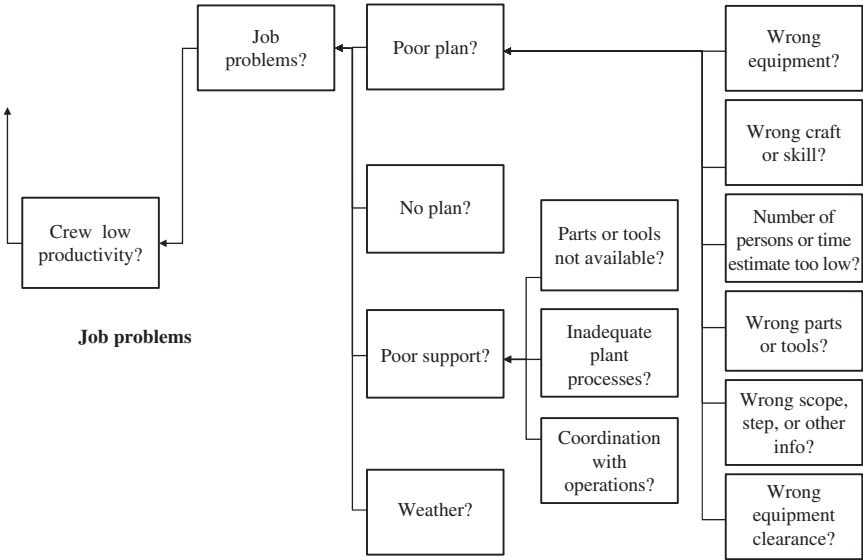 Job
problems?
Poor plan?
Wrong
equipment?
Wrong craft
or skill?
Crew low
productivity?
No plan?
Parts or tools
not available?
Number of
persons or time
estimate too low?
Job problems
Poor support?
Inadequate
plant
processes?
Wrong parts
or tools?
Coordination
with
operations?
Wrong scope,
step, or other
info?
Weather?
Wrong
equipment
clearance?